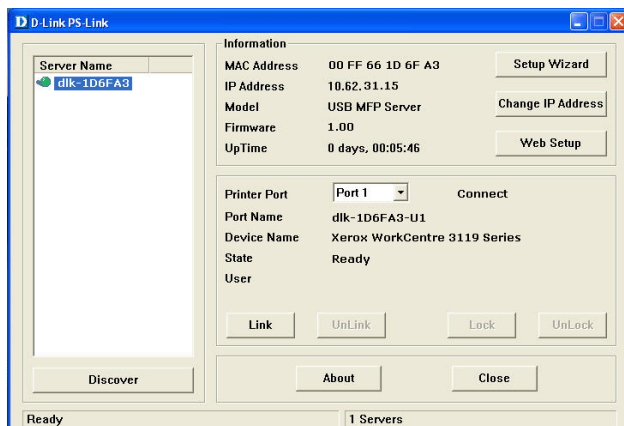 D-Link PS-Link
Server Name
dlk-1D6FA3
Discover
Information
MAC Address 00 FF 66 1D 6F A3
IP Address 10.62.31.15
Model USB MFP Server
Firmware 1.00
UpTime 0 days, 00:05:46
Setup Wizard
Change IP Address
Web Setup
Printer Port Port 1 Connect
Port Name dlk-1D6FA3-U1
Device Name Xerox WorkCentre 3119 Series
State Ready
User
Link UnLink Lock UnLock
About Close
Ready 1 Servers